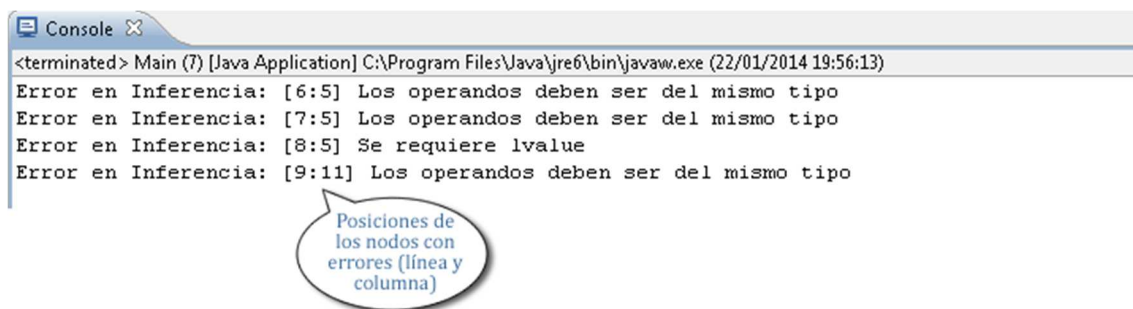 Console
<terminated> Main (7) [Java Application] C:\Program Files\Java\jre6\bin\javaw.exe (22/01/2014 19:56:13)
Error en Inferencia: [6:5] Los operandos deben ser del mismo tipo
Error en Inferencia: [7:5] Los operandos deben ser del mismo tipo
Error en Inferencia: [8:5] Se requiere lvalue
Error en Inferencia: [9:11] Los operandos deben ser del mismo tipo
Posiciones de
los nodos con
errores (línea y
columna)